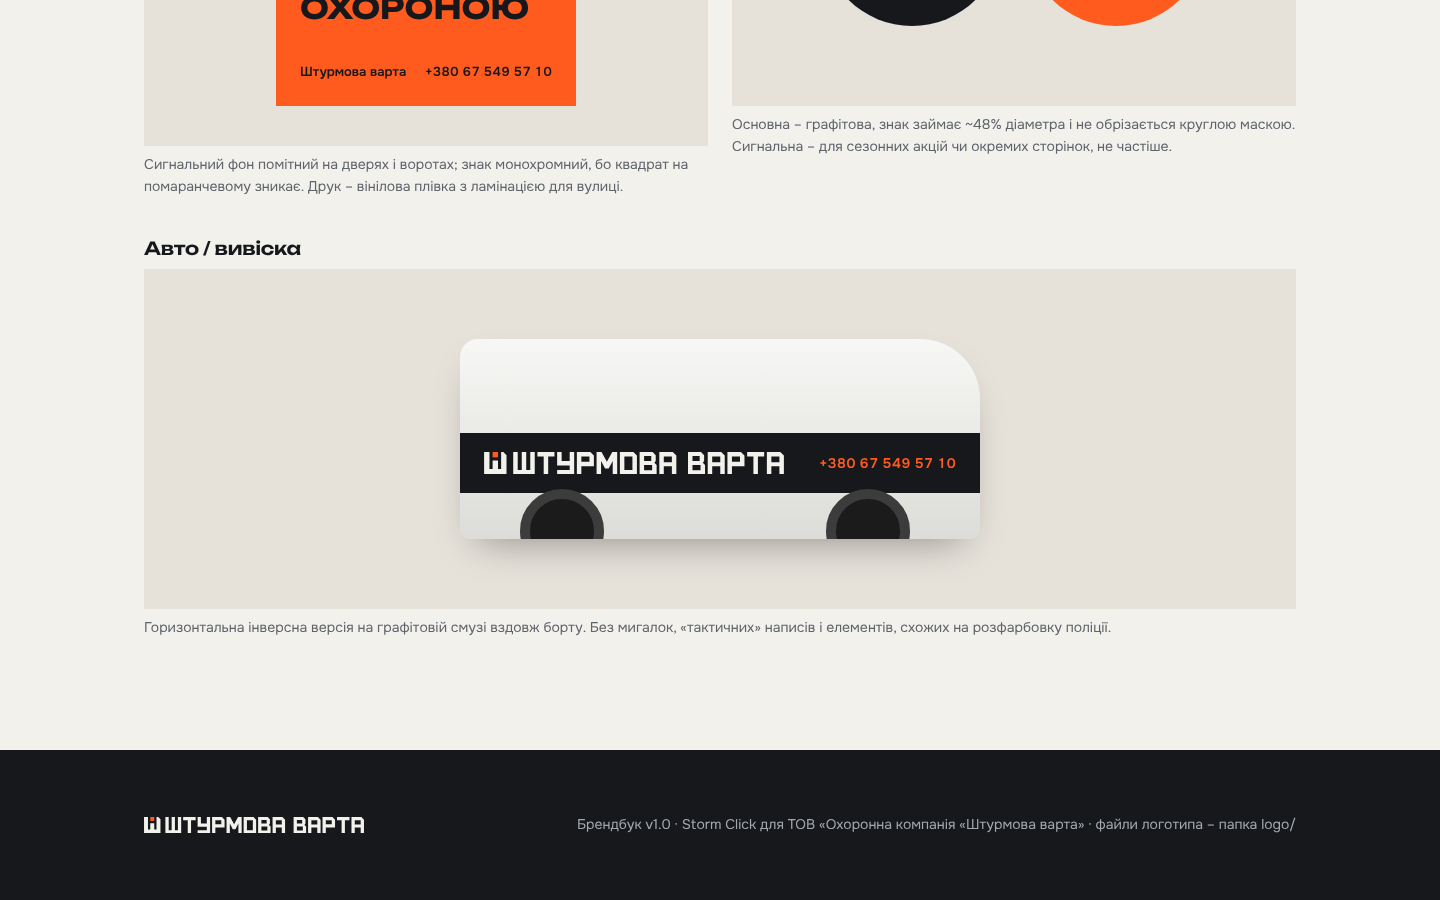 ОХОРОНОЮ
Штурмова варта +380 67 549 57 10
Сигнальний фон помітний на дверях і воротах; знак монохромний, бо квадрат на
помаранчевому зникає. Друк – вінілова плівка з ламінацією для вулиці.
Основна – графітова, знак займає ~48% діаметра і не обрізається круглою маскою.
Сигнальна – для сезонних акцій чи окремих сторінок, не частіше.
Авто / вивіска
ШТУРМОВА ВАРТА +380 67 549 57 10
Горизонтальна інверсна версія на графітовій смузі вздовж борту. Без мигалок, «тактичних» написів і елементів, схожих на розфарбовку поліції.
ШТУРМОВА ВАРТА
Брендбук v1.0 · Storm Click для ТОВ «Охоронна компанія «Штурмова варта» · файли логотипа – папка logo/